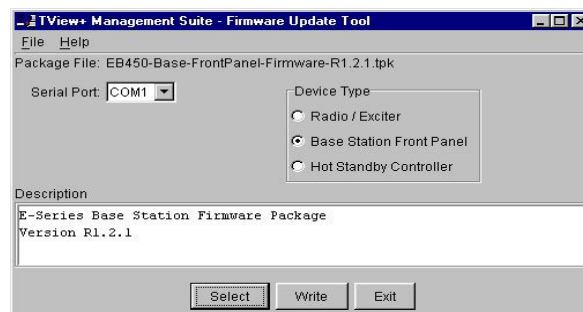 TView+ Management Suite - Firmware Update Tool
File Help
Package File: EB450-Base-FrontPanel-Firmware-R1.2.1.tpk
Serial Port: COM1
Device Type
Radio / Exciter
Base Station Front Panel
Hot Standby Controller
Description
E-Series Base Station Firmware Package
Version R1.2.1
Select Write Exit